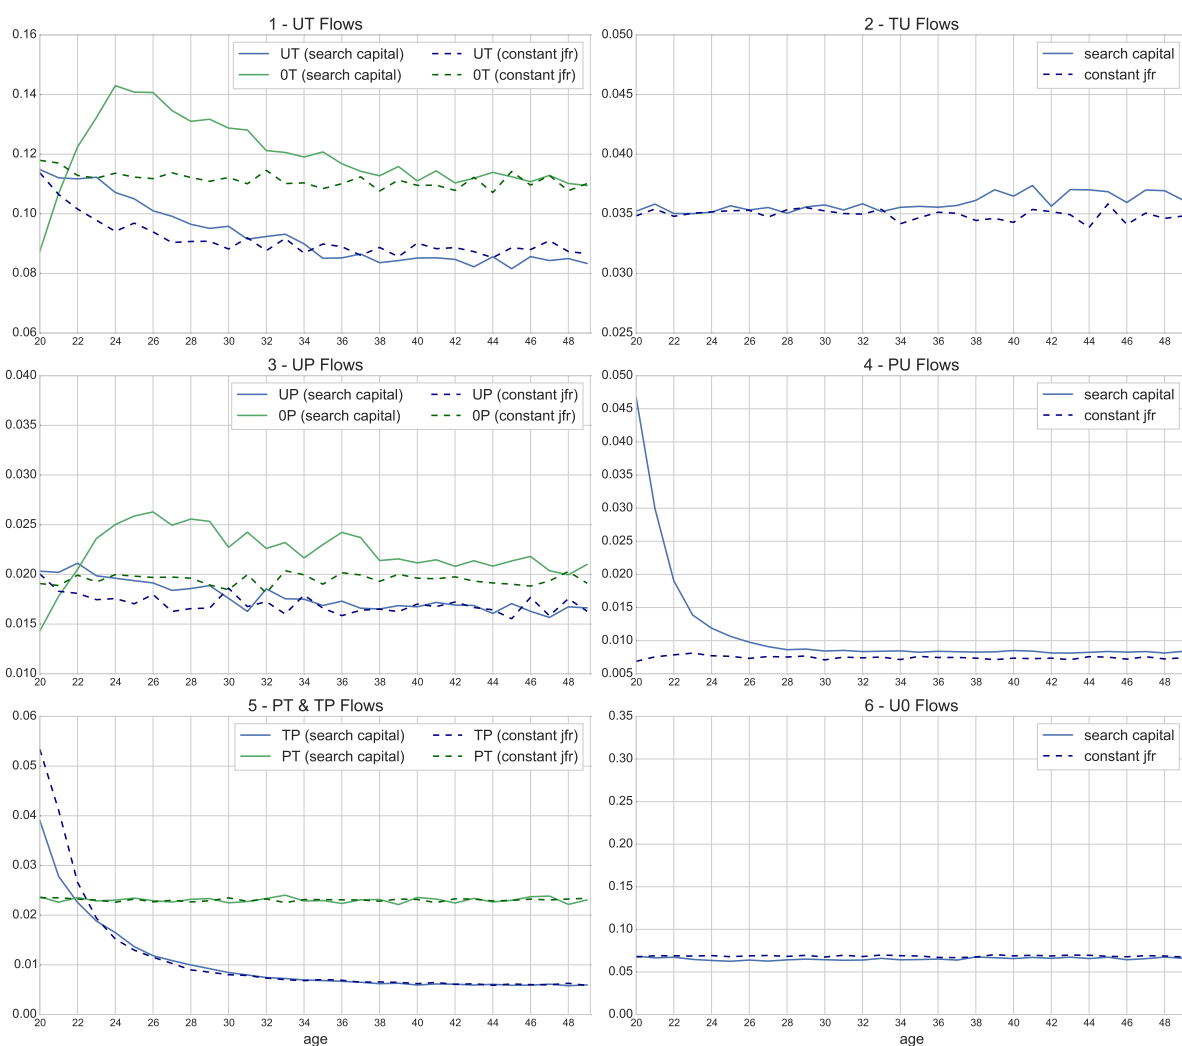 1 - UT Flows
0.16
0.14
0.12
0.10
0.08
0.06
UT (search capital)
UT (constant jfr)
0T (search capital)
0T (constant jfr)
20 22 24 26 28 30 32 34 36 38 40 42 44 46 48
2 - TU Flows
0.050
0.045
0.040
0.035
0.030
0.025
search capital
constant jfr
20 22 24 26 28 30 32 34 36 38 40 42 44 46 48
3 - UP Flows
0.040
0.035
0.030
0.025
0.020
0.015
0.010
UP (search capital)
UP (constant jfr)
0P (search capital)
0P (constant jfr)
20 22 24 26 28 30 32 34 36 38 40 42 44 46 48
4 - PU Flows
0.050
0.045
0.040
0.035
0.030
0.025
0.020
0.015
0.010
0.005
search capital
constant jfr
20 22 24 26 28 30 32 34 36 38 40 42 44 46 48
5 - PT & TP Flows
0.06
0.05
0.04
0.03
0.02
0.01
0.00
TP (search capital)
TP (constant jfr)
PT (search capital)
PT (constant jfr)
20 22 24 26 28 30 32 34 36 38 40 42 44 46 48
age
6 - U0 Flows
0.35
0.30
0.25
0.20
0.15
0.10
0.05
0.00
search capital
constant jfr
20 22 24 26 28 30 32 34 36 38 40 42 44 46 48
age